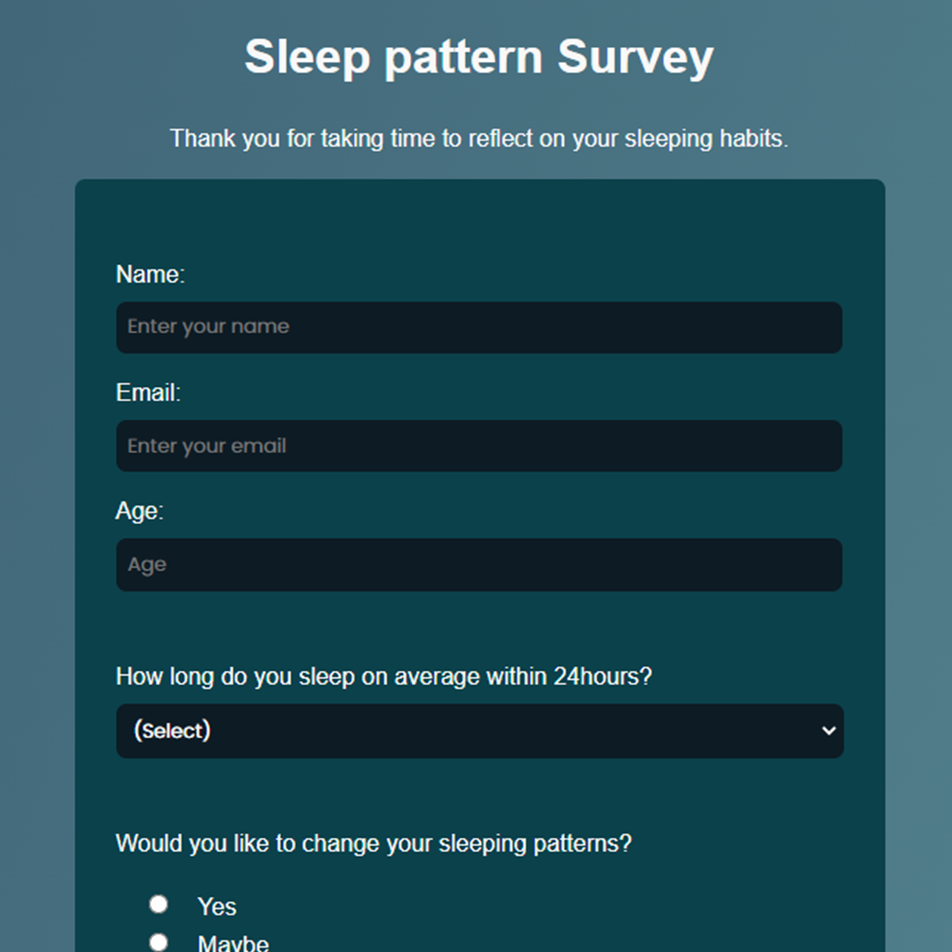 Sleep pattern Survey
Thank you for taking time to reflect on your sleeping habits.
Name:
Enter your name
Email:
Enter your email
Age:
Age
How long do you sleep on average within 24hours?
(Select)
Would you like to change your sleeping patterns?
Yes
Maybe